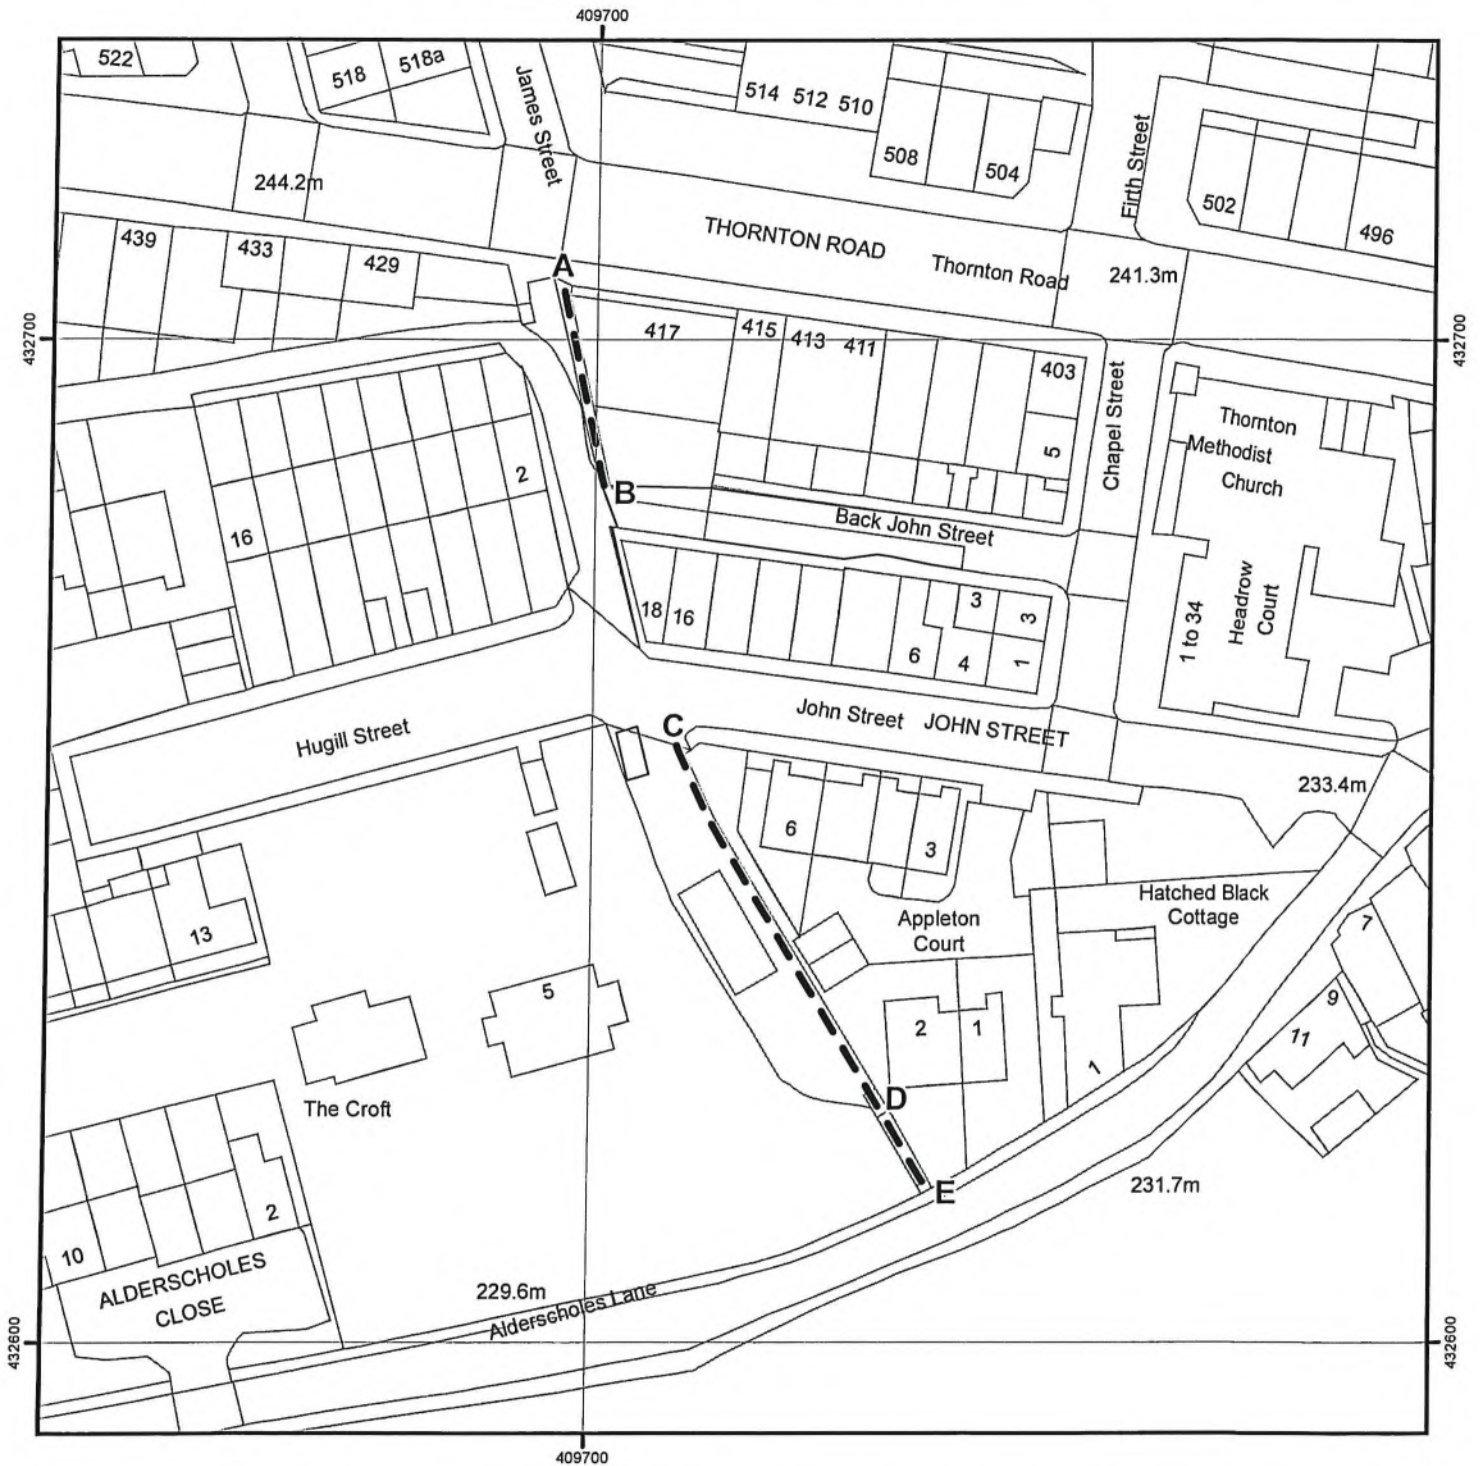 409700
522
518
518a
James Street
514 512 510
508
504
Firth Street
502
496
244.2m
439
433
429
A
THORNTON ROAD
Thornton Road
241.3m
432700
432700
417
415
413
411
403
5
Chapel Street
Thornton
Methodist
Church
2
16
B
Back John Street
18
16
6
4
3
3
1
1 to 34
Headrow
Court
Hugill Street
C
John Street
JOHN STREET
233.4m
6
3
Hatched Black
Cottage
Appleton
Court
13
5
7
9
11
2
1
1
The Croft
D
E
231.7m
2
10
ALDERSCHOLES
CLOSE
229.6m
Alderscholes Lane
432600
432600
409700